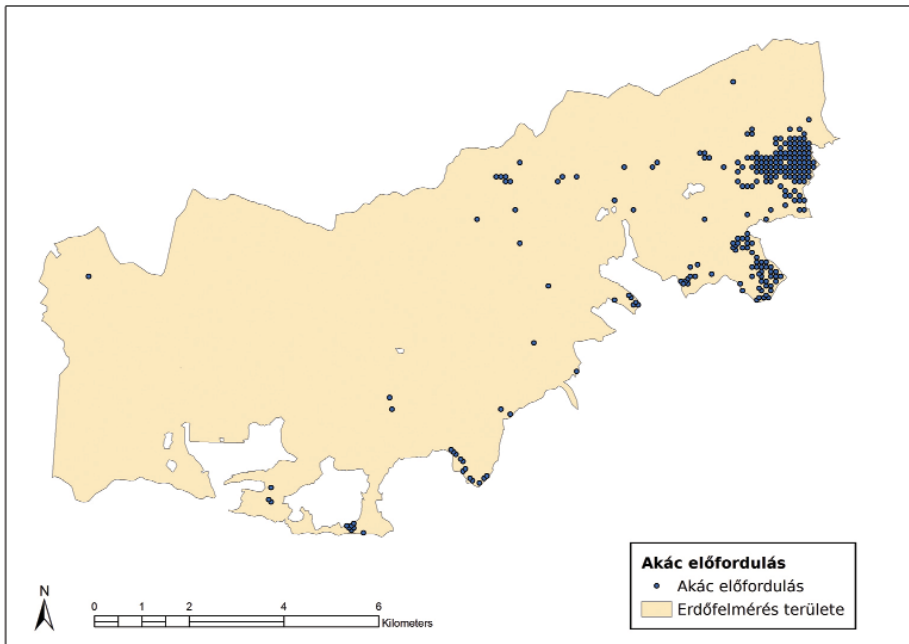 N
0 1 2 4 6
Kilometers
Akác előfordulás
Akác előfordulás
Erdőfelmérés területe